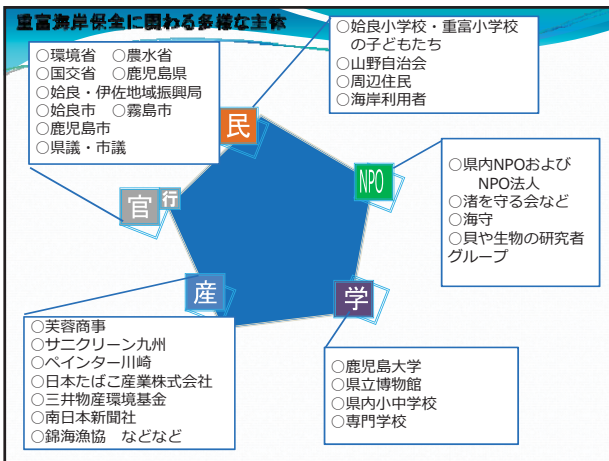 重富海岸保全に関わる多様な主体
○環境省　○農水省
○国交省　○鹿児島県
○姶良・伊佐地域振興局
○姶良市　○霧島市
○鹿児島市
○県議・市議
○姶良小学校・重富小学校
の子どもたち
○山野自治会
○周辺住民
○海岸利用者
民
○県内NPOおよび
NPO法人
○渚を守る会など
○海守
○貝や生物の研究者
グループ
NPO
官
行
産
学
○芙蓉商事
○サニクリーン九州
○ペインター川崎
○日本たばこ産業株式会社
○三井物産環境基金
○南日本新聞社
○錦海漁協　などなど
○鹿児島大学
○県立博物館
○県内小中学校
○専門学校